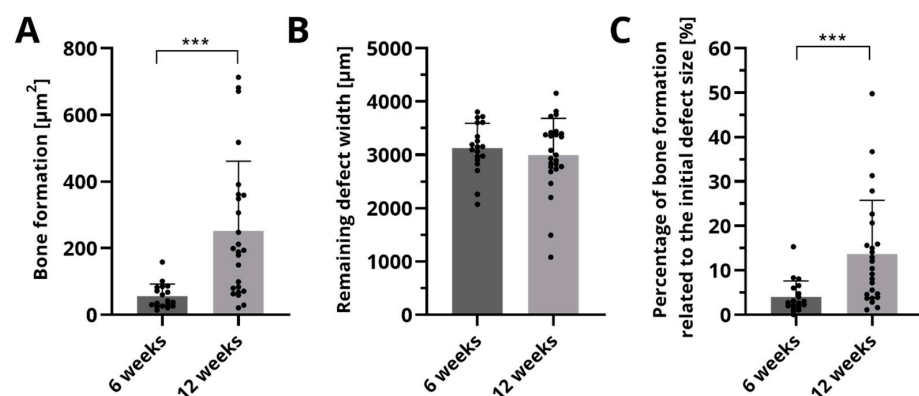 A
Bone formation [µm²]
800
600
400
200
0
***
6 weeks
12 weeks
B
Remaining defect width [µm]
5000
4000
3000
2000
1000
0
6 weeks
12 weeks
C
Percentage of bone formation
related to the initial defect size [%]
60
50
40
30
20
10
0
***
6 weeks
12 weeks